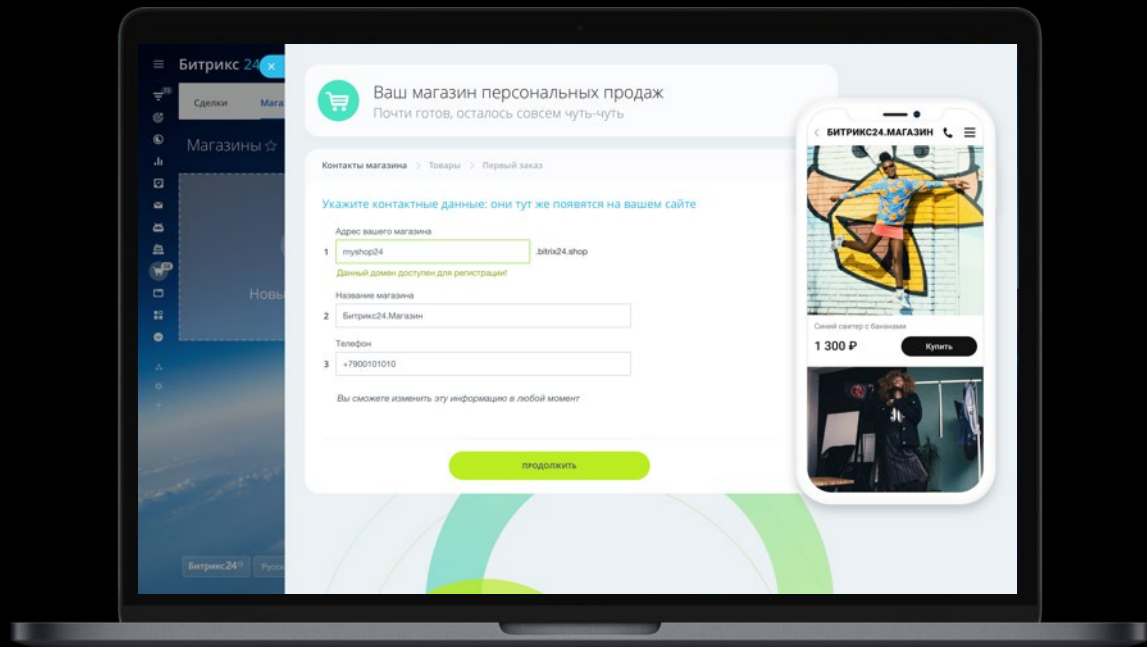 Битрикс 24
Сделки
Мага
Магазины
Новы
Битрикс24
Русск
Ваш магазин персональных продаж
Почти готов, осталось совсем чуть-чуть
Контакты магазина > Товары > Первый заказ
Укажите контактные данные: они тут же появятся на вашем сайте
Адрес вашего магазина
1 myshop24 .bitrix24.shop
Данный домен доступен для регистрации!
Название магазина
2 Битрикс24.Магазин
Телефон
3 +7900101010
Вы сможете изменить эту информацию в любой момент
ПРОДОЛЖИТЬ
БИТРИКС24.МАГАЗИН
Синий свитер с бананами
1 300 ₽
Купить